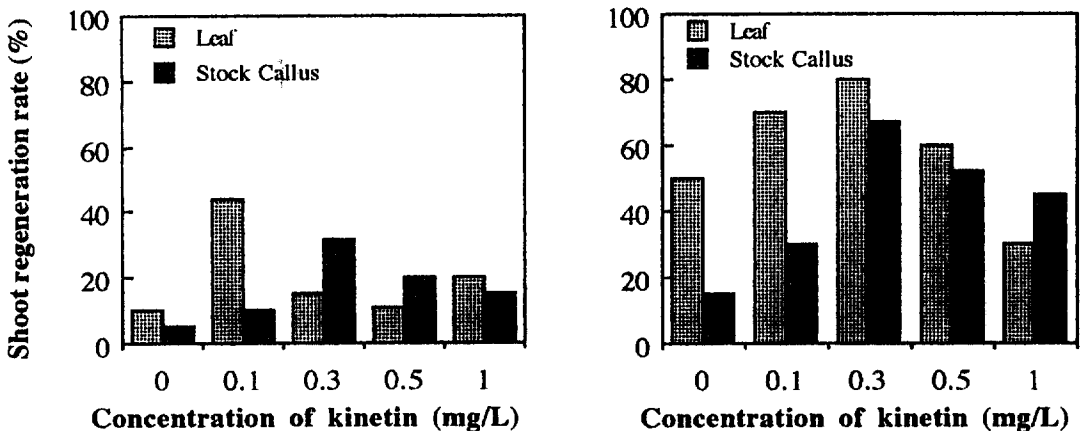 Shoot regeneration rate (%)
100
80
60
40
20
0
Leaf
Stock Callus
0 0.1 0.3 0.5 1
Concentration of kinetin (mg/L)
100
80
60
40
20
0
Leaf
Stock Callus
0 0.1 0.3 0.5 1
Concentration of kinetin (mg/L)